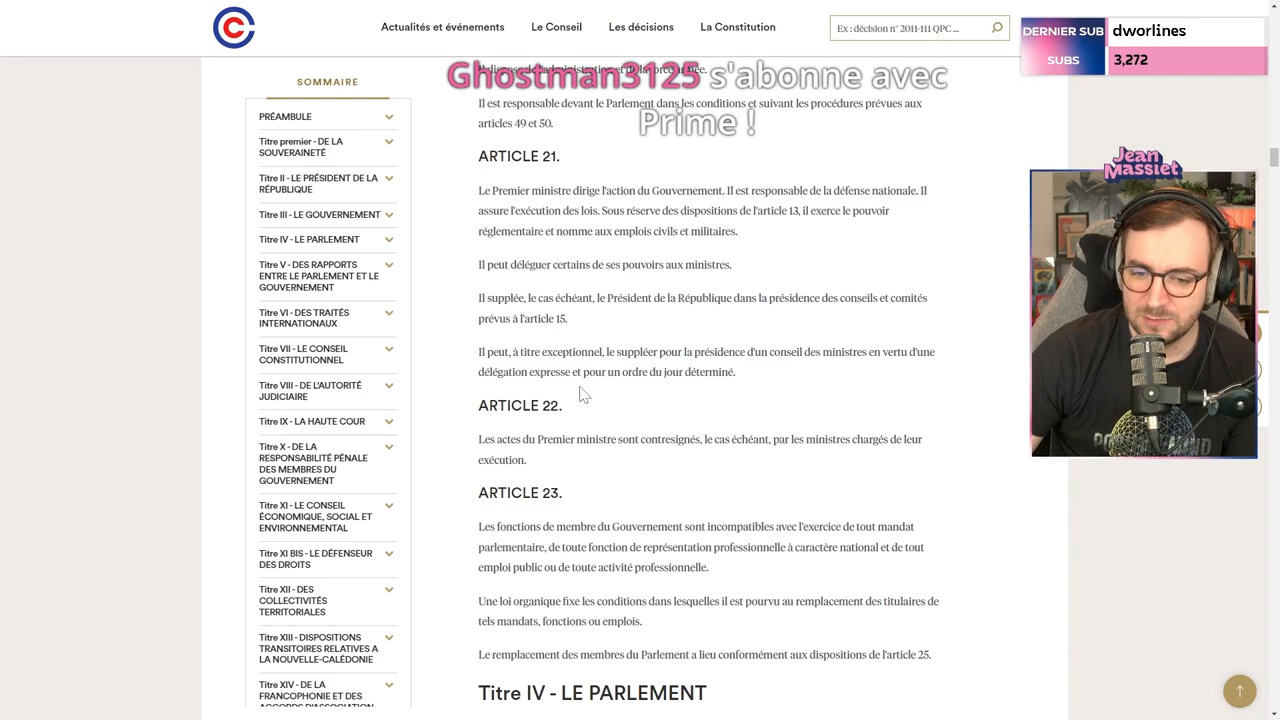 Actualités et événements
Le Conseil
Les décisions
La Constitution
Ex : décision n° 2011-111 QPC ...
DERNIER SUB
dworlines
SUBS
3,272
Ghostman3125 s'abonne avec
Prime !
Jean
Massiet
SOMMAIRE
PRÉAMBULE
Titre premier - DE LA
SOUVERAINETÉ
Titre II - LE PRÉSIDENT DE LA
RÉPUBLIQUE
Titre III - LE GOUVERNEMENT
Titre IV - LE PARLEMENT
Titre V - DES RAPPORTS
ENTRE LE PARLEMENT ET LE
GOUVERNEMENT
Titre VI - DES TRAITÉS
INTERNATIONAUX
Titre VII - LE CONSEIL
CONSTITUTIONNEL
Titre VIII - DE L'AUTORITÉ
JUDICIAIRE
Titre IX - LA HAUTE COUR
Titre X - DE LA
RESPONSABILITÉ PÉNALE
DES MEMBRES DU
GOUVERNEMENT
Titre XI - LE CONSEIL
ÉCONOMIQUE, SOCIAL ET
ENVIRONNEMENTAL
Titre XI BIS - LE DÉFENSEUR
DES DROITS
Titre XII - DES
COLLECTIVITÉS
TERRITORIALES
Titre XIII - DISPOSITIONS
TRANSITOIRES RELATIVES A
LA NOUVELLE-CALÉDONIE
Titre XIV - DE LA
FRANCOPHONIE ET DES
ACCORDS D'ASSOCIATION
Il dispose de l'administration et de la force armée.
Il est responsable devant le Parlement dans les conditions et suivant les procédures prévues aux
articles 49 et 50.
ARTICLE 21.
Le Premier ministre dirige l'action du Gouvernement. Il est responsable de la défense nationale. Il
assure l'exécution des lois. Sous réserve des dispositions de l'article 13, il exerce le pouvoir
réglementaire et nomme aux emplois civils et militaires.
Il peut déléguer certains de ses pouvoirs aux ministres.
Il supplée, le cas échéant, le Président de la République dans la présidence des conseils et comités
prévus à l'article 15.
Il peut, à titre exceptionnel, le suppléer pour la présidence d'un conseil des ministres en vertu d'une
délégation expresse et pour un ordre du jour déterminé.
ARTICLE 22.
Les actes du Premier ministre sont contresignés, le cas échéant, par les ministres chargés de leur
exécution.
ARTICLE 23.
Les fonctions de membre du Gouvernement sont incompatibles avec l'exercice de tout mandat
parlementaire, de toute fonction de représentation professionnelle à caractère national et de tout
emploi public ou de toute activité professionnelle.
Une loi organique fixe les conditions dans lesquelles il est pourvu au remplacement des titulaires de
tels mandats, fonctions ou emplois.
Le remplacement des membres du Parlement a lieu conformément aux dispositions de l'article 25.
Titre IV - LE PARLEMENT